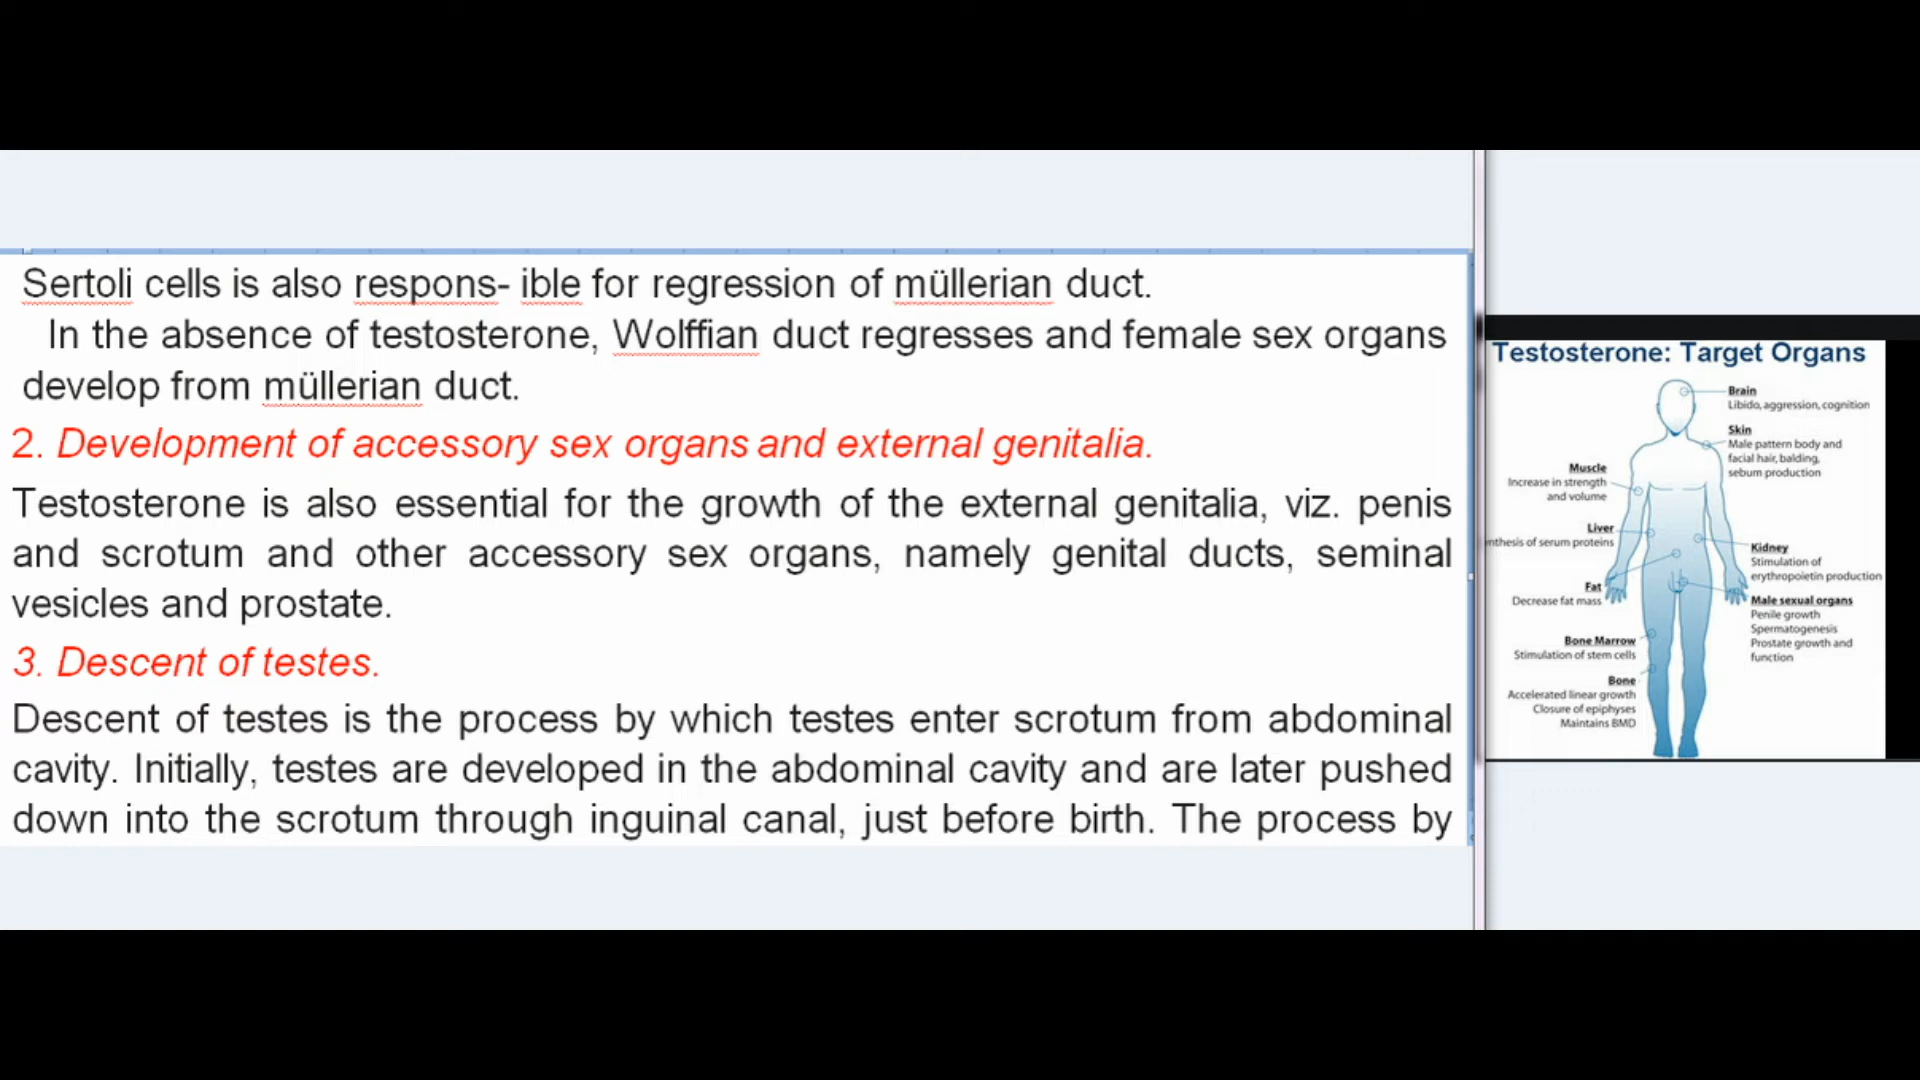 Sertoli cells is also respons- ible for regression of müllerian duct.
In the absence of testosterone, Wolffian duct regresses and female sex organs
develop from müllerian duct.
2. Development of accessory sex organs and external genitalia.
Testosterone is also essential for the growth of the external genitalia, viz. penis
and scrotum and other accessory sex organs, namely genital ducts, seminal
vesicles and prostate.
3. Descent of testes.
Descent of testes is the process by which testes enter scrotum from abdominal
cavity. Initially, testes are developed in the abdominal cavity and are later pushed
down into the scrotum through inguinal canal, just before birth. The process by
Testosterone: Target Organs
Brain
Libido, aggression, cognition
Skin
Male pattern body and
facial hair, balding,
sebum production
Muscle
Increase in strength
and volume
Liver
nthesis of serum proteins
Kidney
Stimulation of
erythropoietin production
Fat
Decrease fat mass
Male sexual organs
Penile growth
Spermatogenesis
Prostate growth and
function
Bone Marrow
Stimulation of stem cells
Bone
Accelerated linear growth
Closure of epiphyses
Maintains BMD